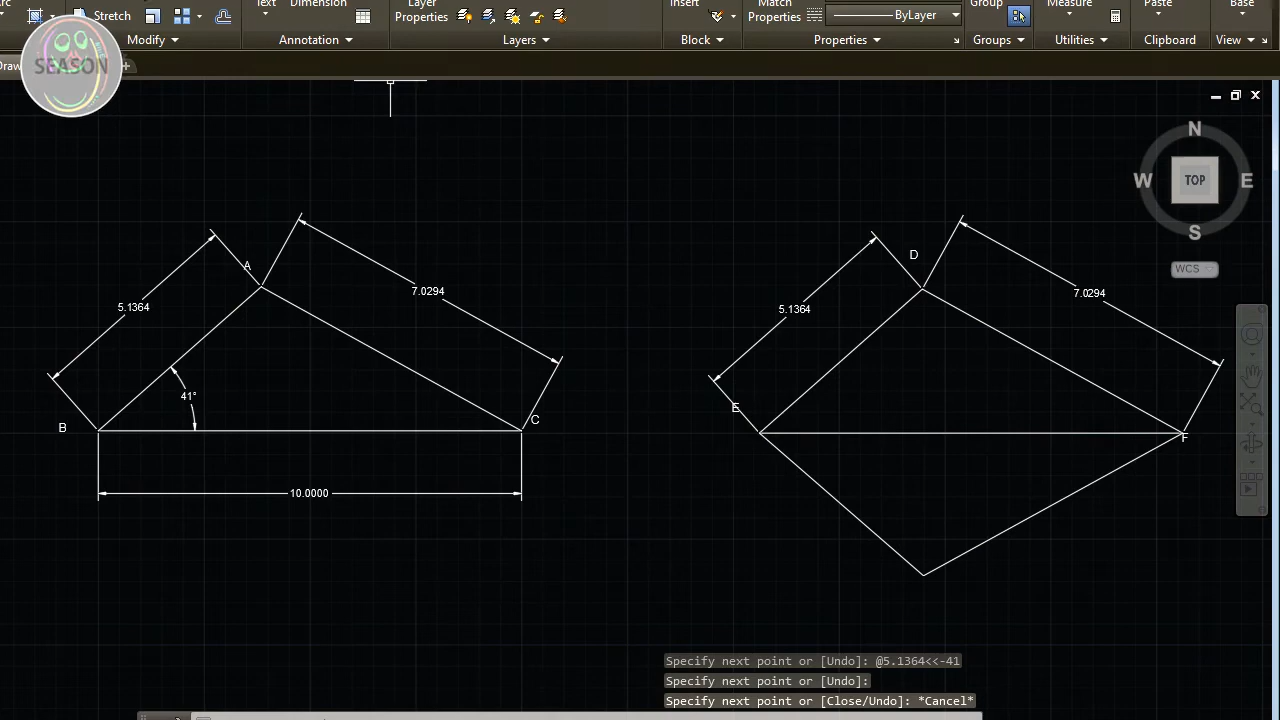 Text
Dimension
Layer
Insert
Match
Group
Measure
Paste
Base
Stretch
Properties
Properties
ByLayer
Modify
Annotation
Layers
Block
Properties
Groups
Utilities
Clipboard
View
Draw
SEASON
N
W TOP E
S
WCS
A
5.1364
7.0294
41°
B
C
10.0000
D
5.1364
7.0294
E
F
Specify next point or [Undo]: @5.1364<<-41
Specify next point or [Undo]:
Specify next point or [Close/Undo]: *Cancel*